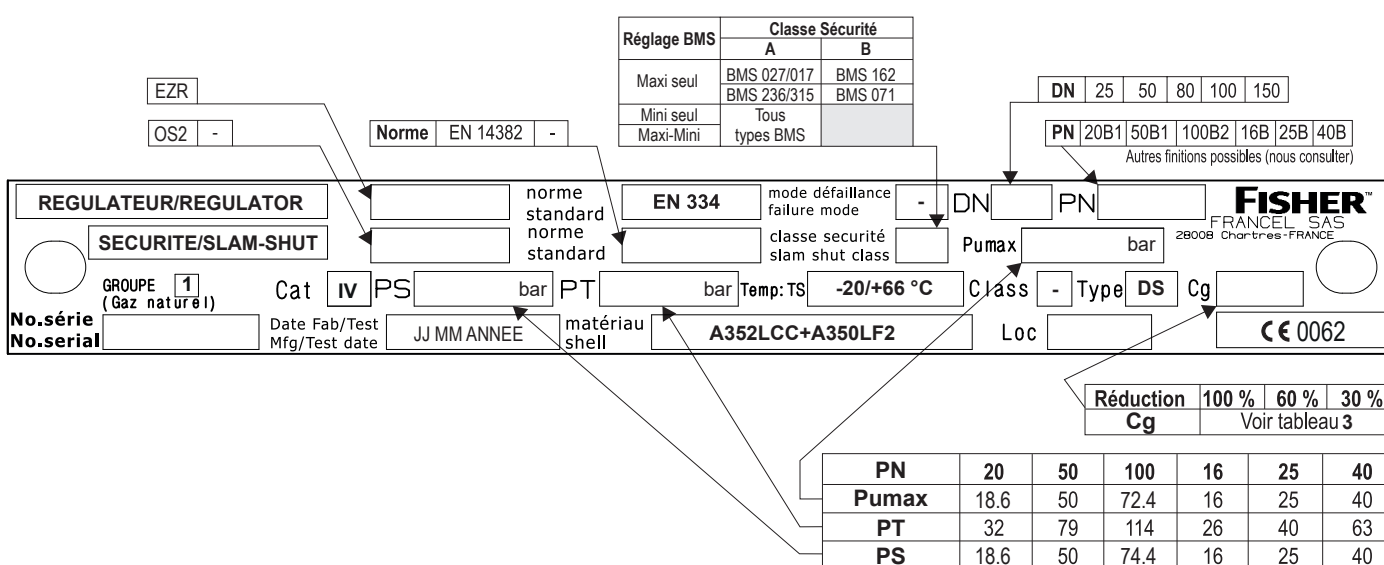 Réglage BMS Classe Sécurité
A B
Maxi seul BMS 027/017 BMS 162
BMS 236/315 BMS 071
Mini seul Tous
Maxi-Mini types BMS
EZR
OS2 -
Norme EN 14382 -
DN 25 50 80 100 150
PN 20B1 50B1 100B2 16B 25B 40B
Autres finitions possibles (nous consulter)
REGULATEUR/REGULATOR norme standard EN 334 mode défaillance failure mode - DN PN FISHER™
FRANCEL SAS
28008 Chartres-FRANCE
SECURITE/SLAM-SHUT norme standard classe securité slam shut class Pumax bar
GROUPE 1 (Gaz naturel) Cat IV PS bar PT bar Temp: TS -20/+66 °C Class - Type DS Cg
No.série No.serial Date Fab/Test Mfg/Test date JJ MM ANNEE matériau shell A352LCC+A350LF2 Loc CE 0062
Réduction 100 % 60 % 30 %
Cg Voir tableau 3
PN 20 50 100 16 25 40
Pumax 18.6 50 72.4 16 25 40
PT 32 79 114 26 40 63
PS 18.6 50 74.4 16 25 40